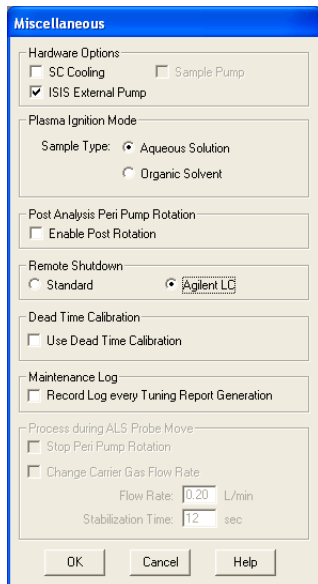 Miscellaneous
Hardware Options
SC Cooling Sample Pump
ISIS External Pump
Plasma Ignition Mode
Sample Type: Aqueous Solution
Organic Solvent
Post Analysis Peri Pump Rotation
Enable Post Rotation
Remote Shutdown
Standard Agilent LC
Dead Time Calibration
Use Dead Time Calibration
Maintenance Log
Record Log every Tuning Report Generation
Process during ALS Probe Move
Stop Peri Pump Rotation
Change Carrier Gas Flow Rate
Flow Rate: 0.20 L/min
Stabilization Time: 12 sec
OK Cancel Help